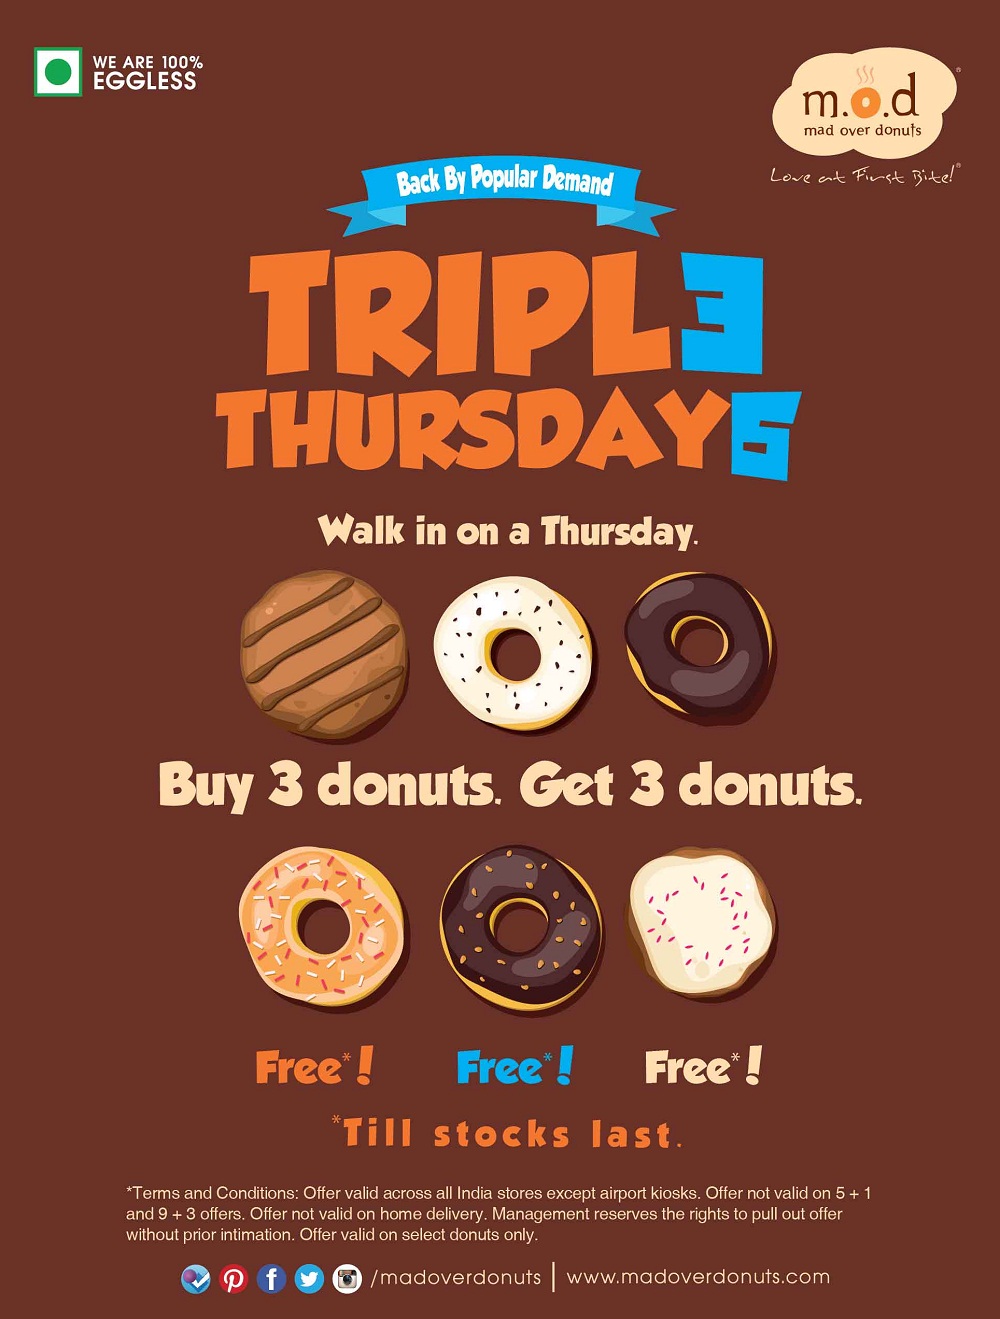 WE ARE 100%
EGGLESS
m.o.d
mad over donuts
Love at First Bite!
Back By Popular Demand
TRIPL3
THURSDAY6
Walk in on a Thursday.
Buy 3 donuts. Get 3 donuts.
Free*! Free*! Free*!
*Till stocks last.
*Terms and Conditions: Offer valid across all India stores except airport kiosks. Offer not valid on 5 + 1
and 9 + 3 offers. Offer not valid on home delivery. Management reserves the rights to pull out offer
without prior intimation. Offer valid on select donuts only.
/madoverdonuts | www.madoverdonuts.com